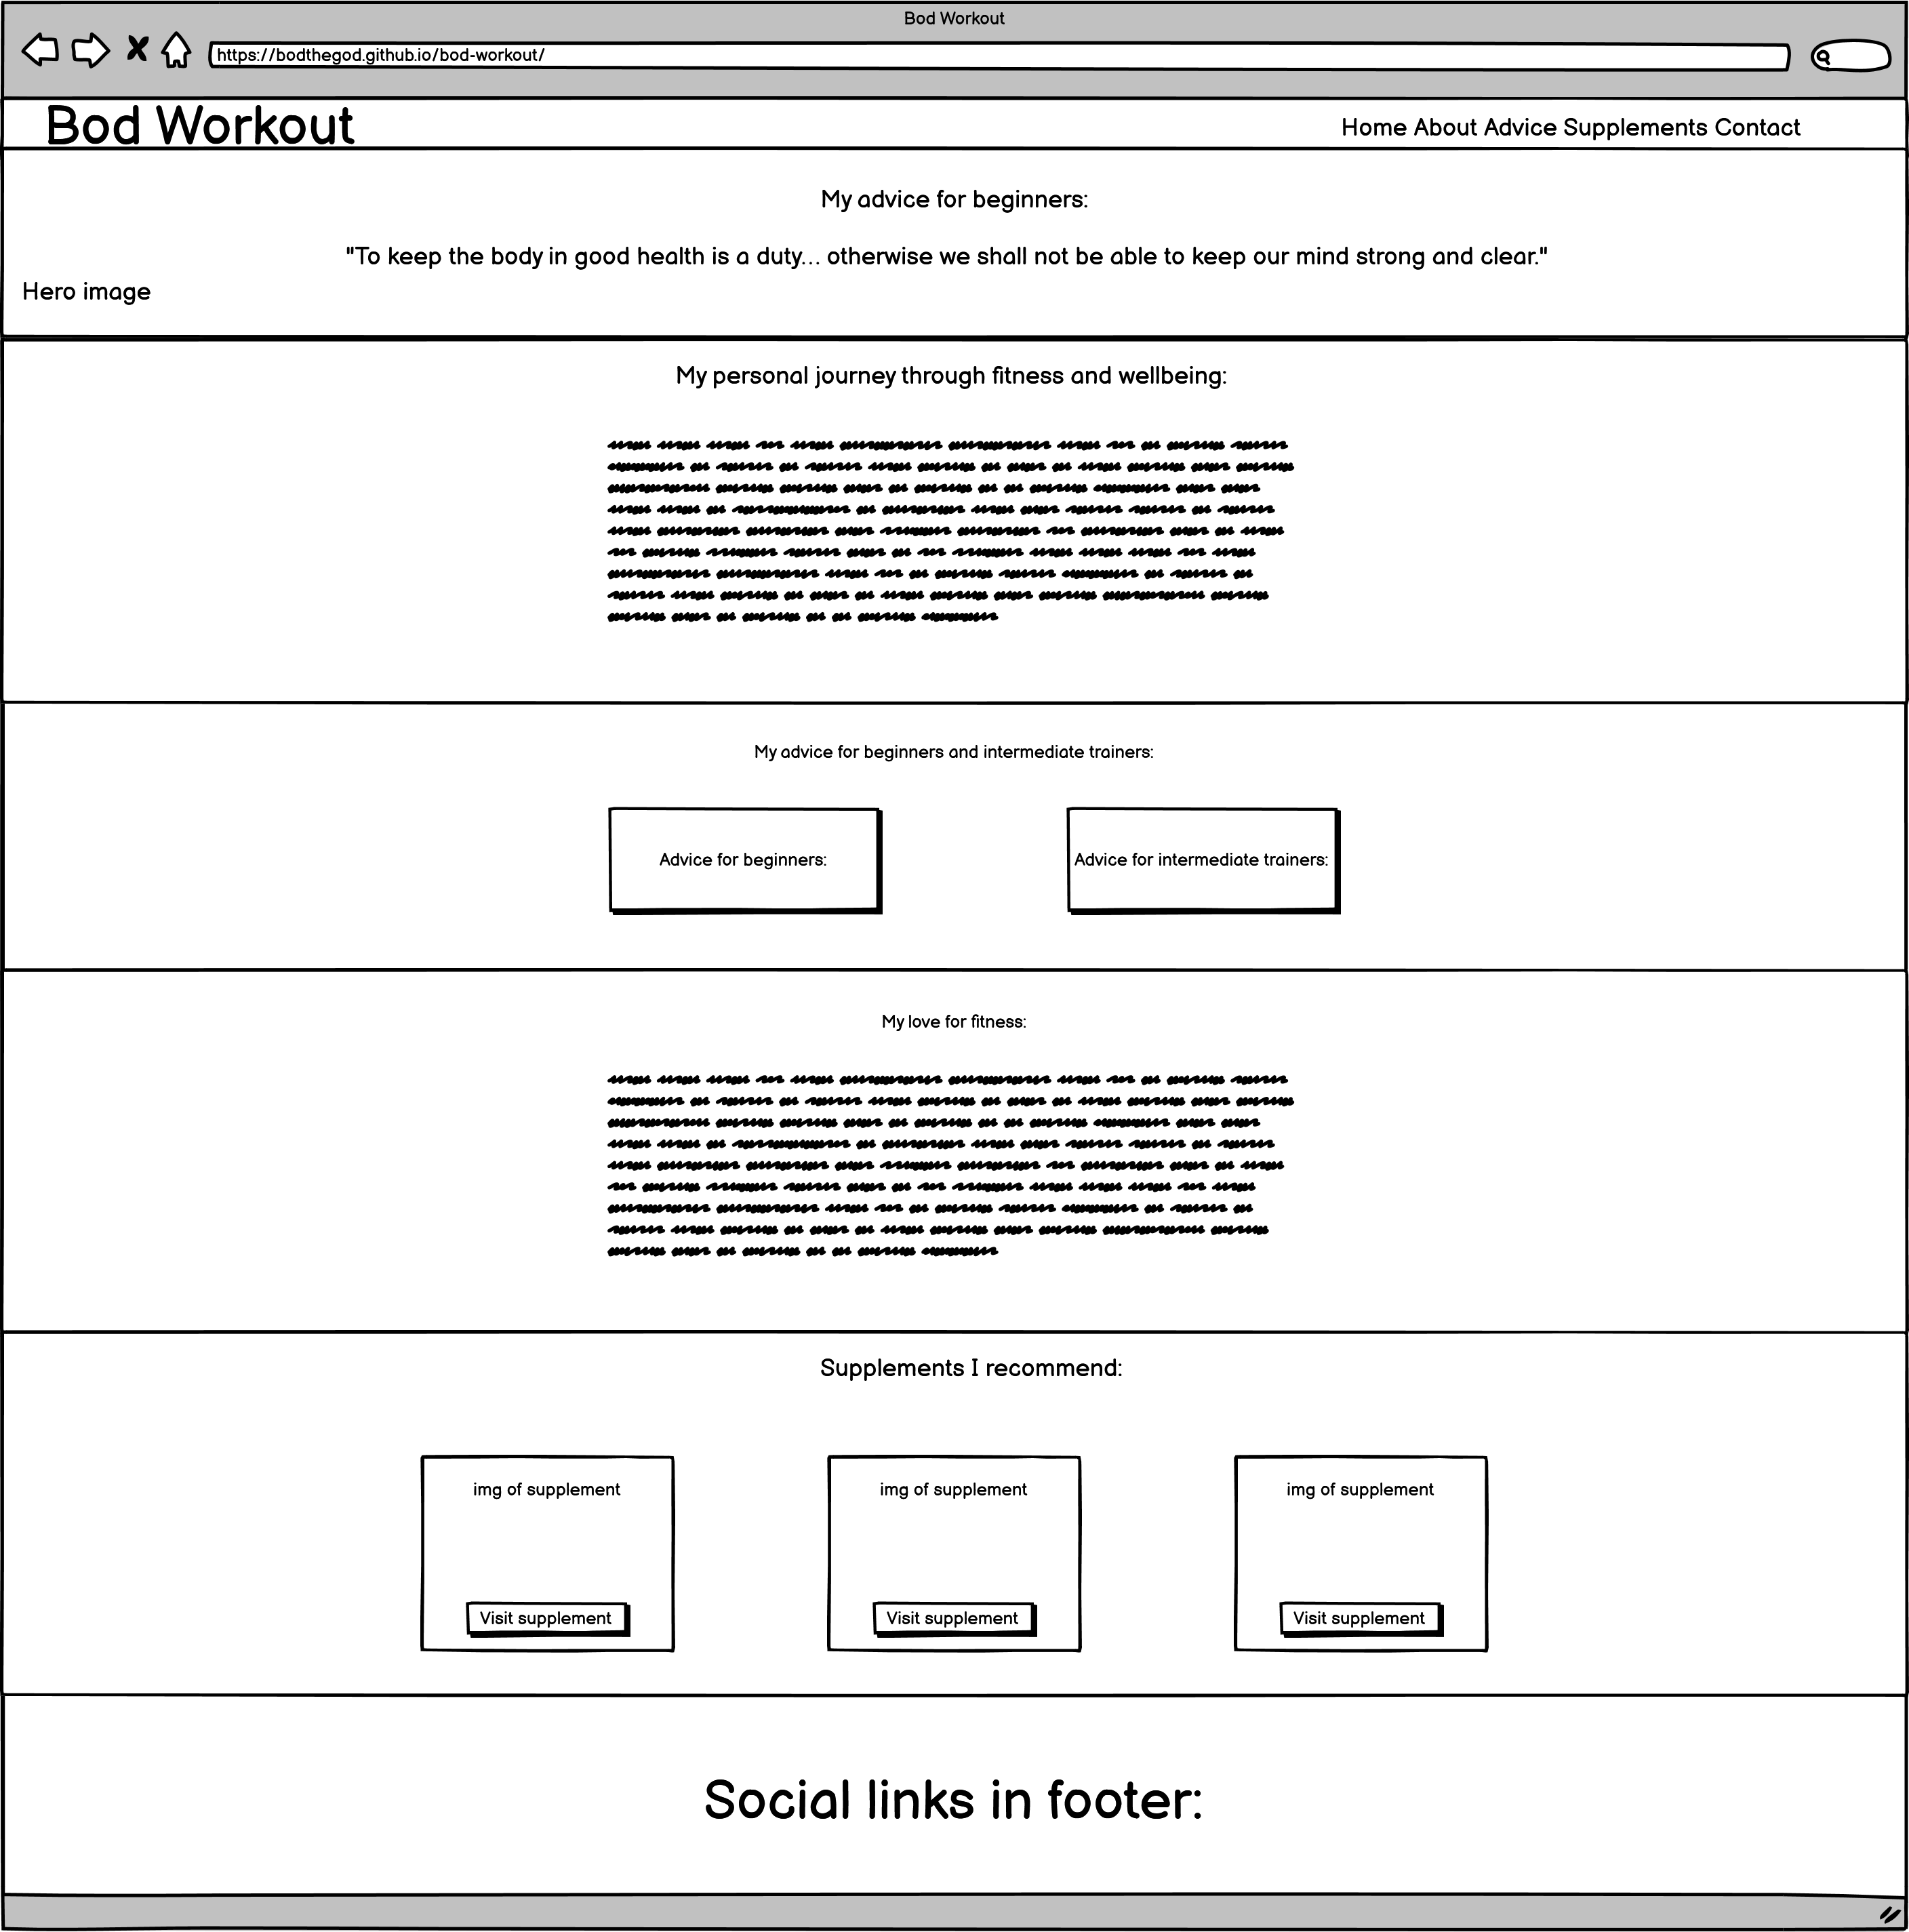 Bod Workout
https://bodthegod.github.io/bod-workout/
Bod Workout
Home About Advice Supplements Contact
My advice for beginners:
"To keep the body in good health is a duty... otherwise we shall not be able to keep our mind strong and clear."
Hero image
My personal journey through fitness and wellbeing:
My advice for beginners and intermediate trainers:
Advice for beginners:
Advice for intermediate trainers:
My love for fitness:
Supplements I recommend:
img of supplement
img of supplement
img of supplement
Visit supplement
Visit supplement
Visit supplement
Social links in footer: